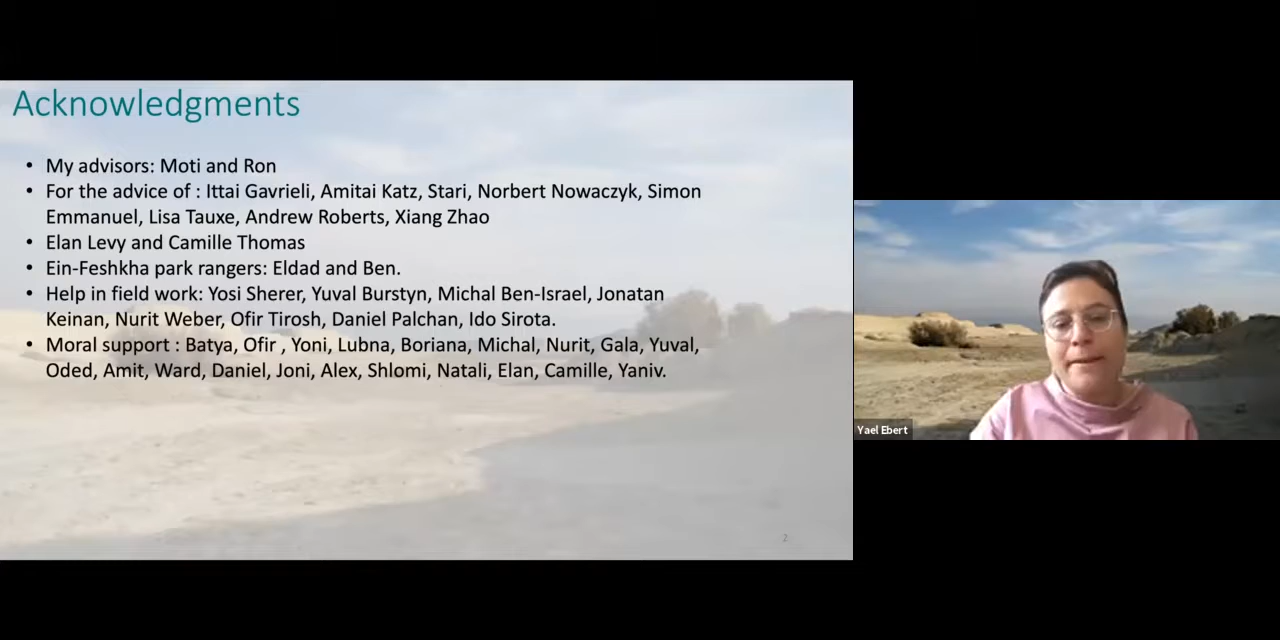 Acknowledgments
• My advisors: Moti and Ron
• For the advice of : Ittai Gavrieli, Amitai Katz, Stari, Norbert Nowaczyk, Simon
Emmanuel, Lisa Tauxe, Andrew Roberts, Xiang Zhao
• Elan Levy and Camille Thomas
• Ein-Feshkha park rangers: Eldad and Ben.
• Help in field work: Yosi Sherer, Yuval Burstyn, Michal Ben-Israel, Jonatan
Keinan, Nurit Weber, Ofir Tirosh, Daniel Palchan, Ido Sirota.
• Moral support : Batya, Ofir , Yoni, Lubna, Boriana, Michal, Nurit, Gala, Yuval,
Oded, Amit, Ward, Daniel, Joni, Alex, Shlomi, Natali, Elan, Camille, Yaniv.
2
Yael Ebert